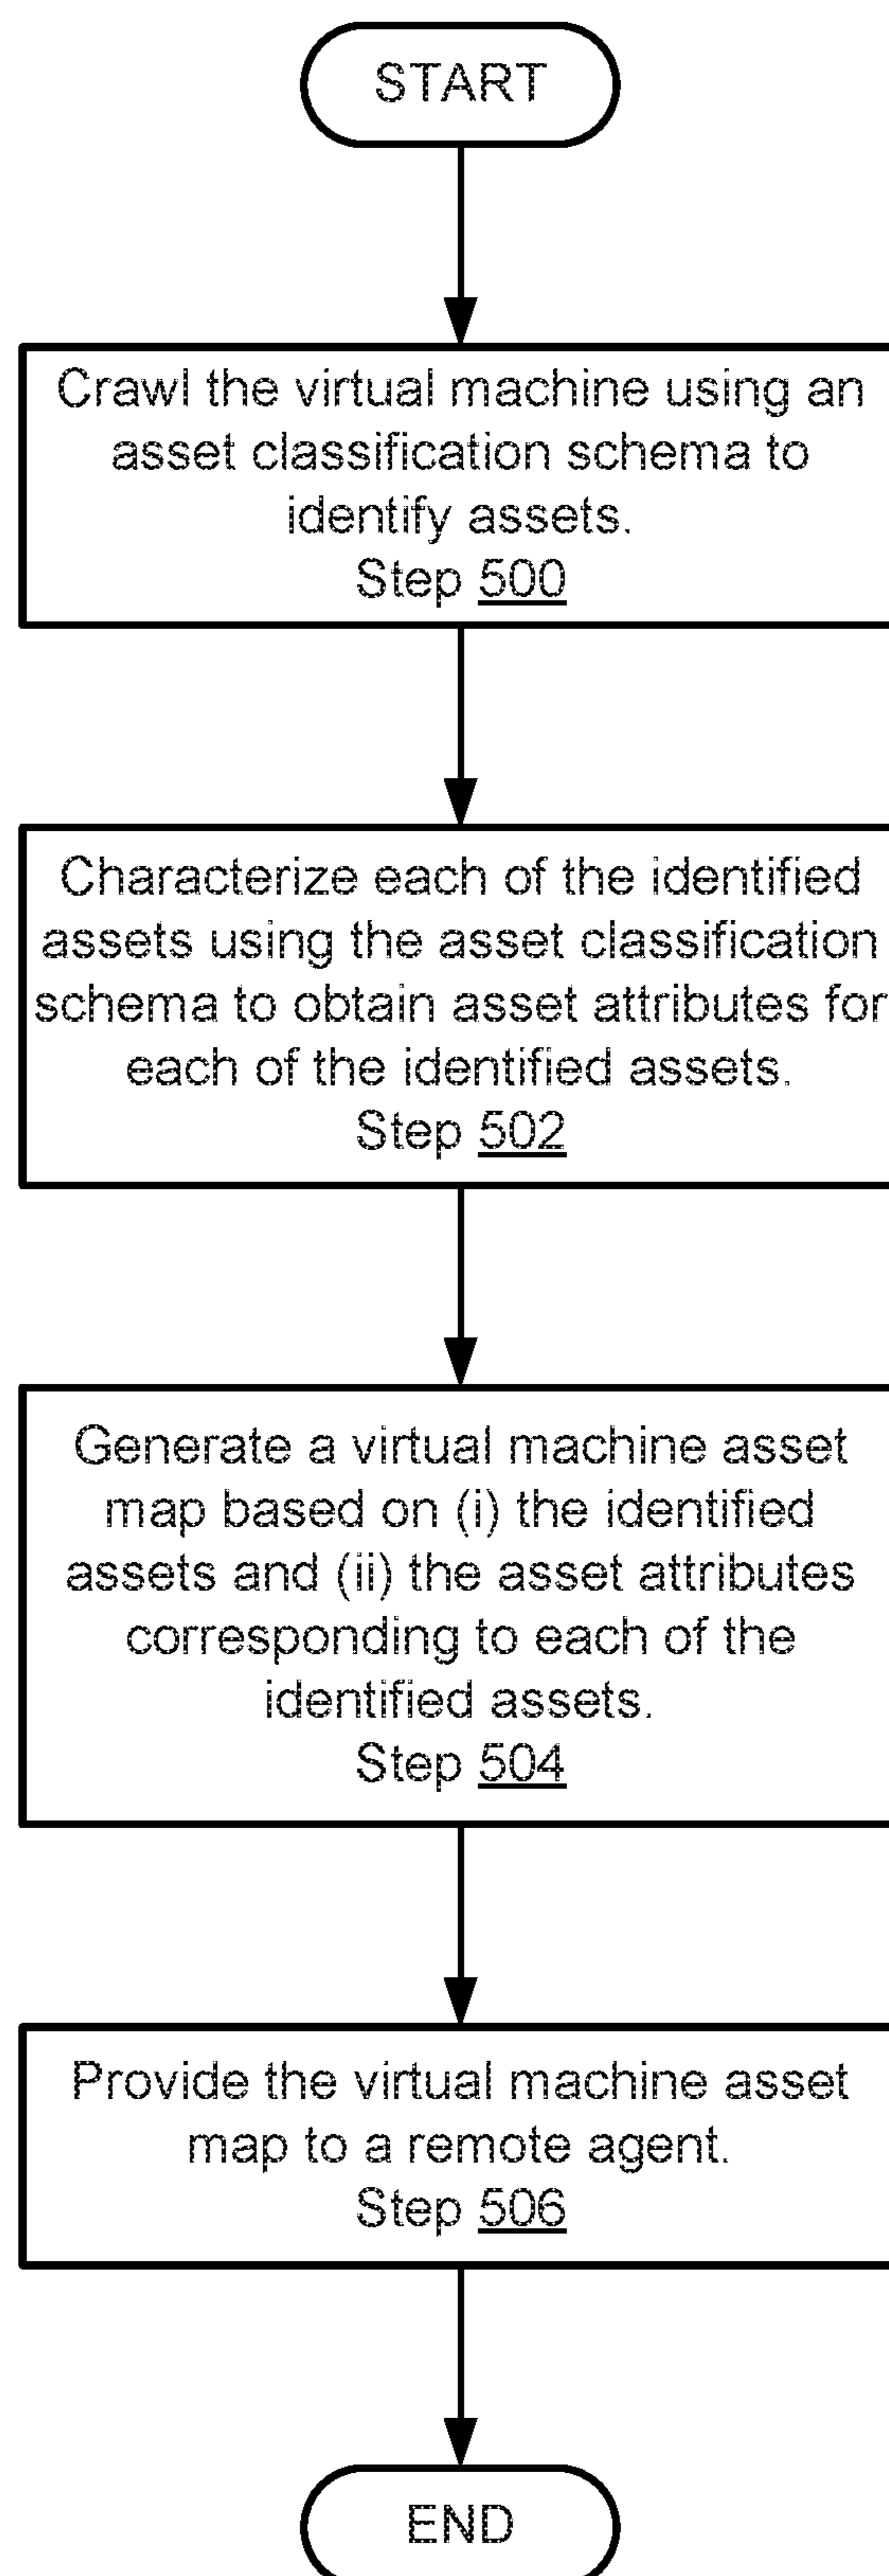 START
Crawl the virtual machine using an
asset classification schema to
identify assets.
Step 500
Characterize each of the identified
assets using the asset classification
schema to obtain asset attributes for
each of the identified assets.
Step 502
Generate a virtual machine asset
map based on (i) the identified
assets and (ii) the asset attributes
corresponding to each of the
identified assets.
Step 504
Provide the virtual machine asset
map to a remote agent.
Step 506
END